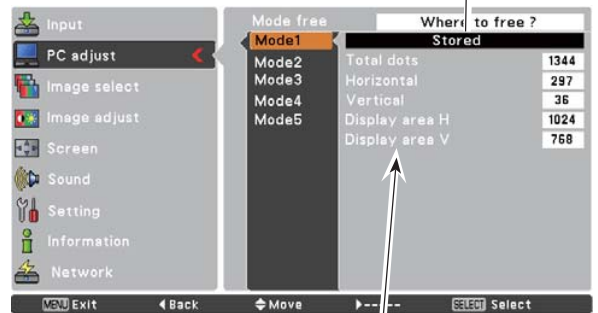 Input
PC adjust
Image select
Image adjust
Screen
Sound
Setting
Information
Network
Mode free
Where to free ?
Mode1
Mode2
Mode3
Mode4
Mode5
Stored
Total dots 1344
Horizontal 297
Vertical 36
Display area H 1024
Display area V 768
MENU Exit
Back
Move
-----
SELECT Select